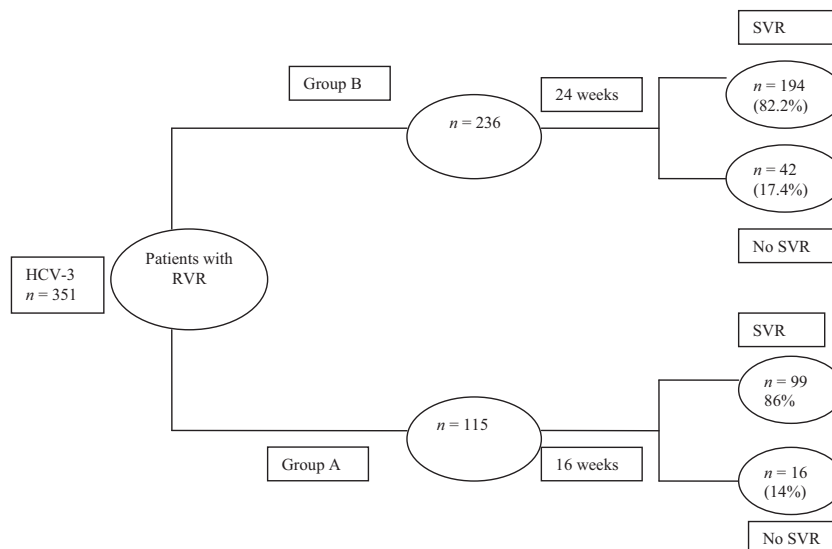 SVR
Group B
24 weeks
n = 194
(82.2%)
n = 236
n = 42
(17.4%)
No SVR
Patients with
RVR
HCV-3
n = 351
SVR
n = 99
86%
n = 115
Group A
16 weeks
n = 16
(14%)
No SVR